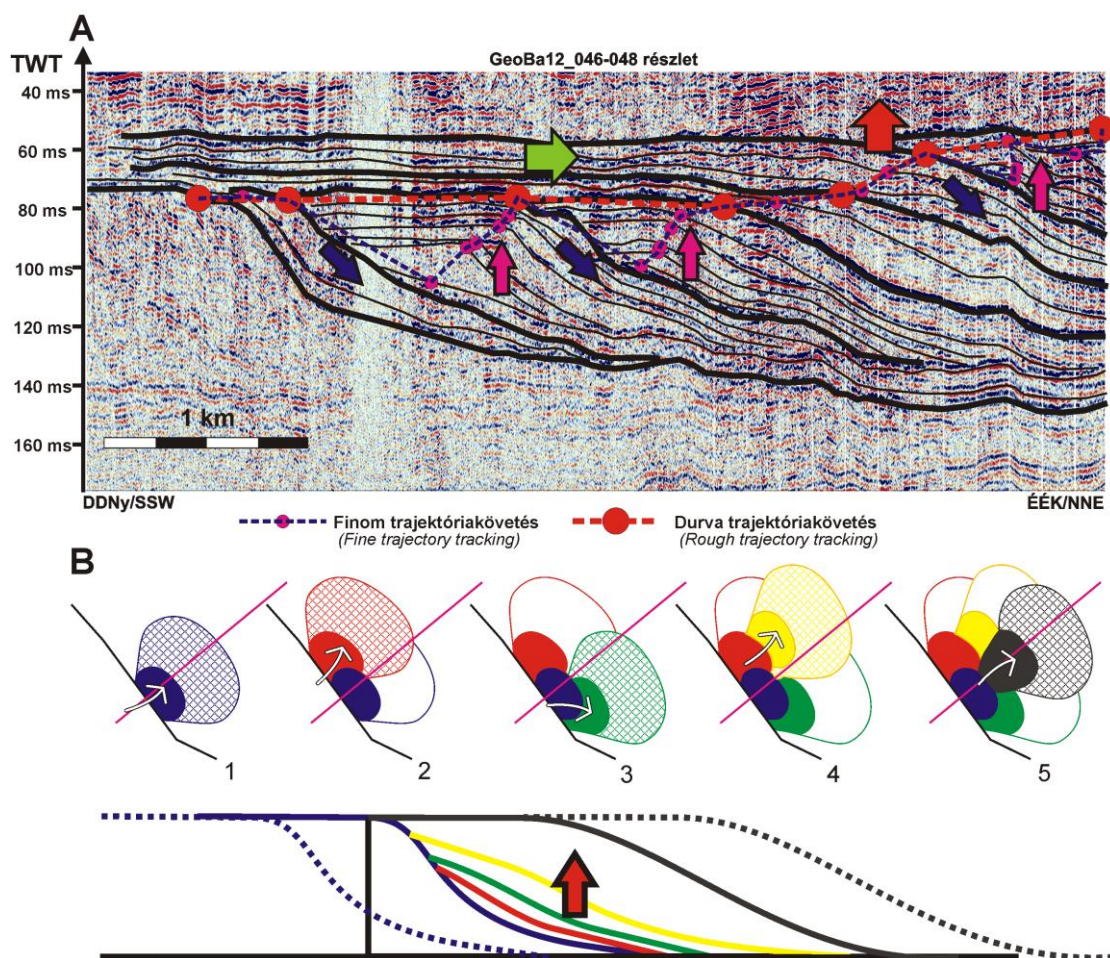 A
TWT
GeoBa12_046-048 részlet
40 ms
60 ms
80 ms
100 ms
120 ms
140 ms
160 ms
1 km
DDNy/SSW
ÉÉK/NNE
Finom trajektóriakövetés
(Fine trajectory tracking)
Durva trajektóriakövetés
(Rough trajectory tracking)
B
1
2
3
4
5